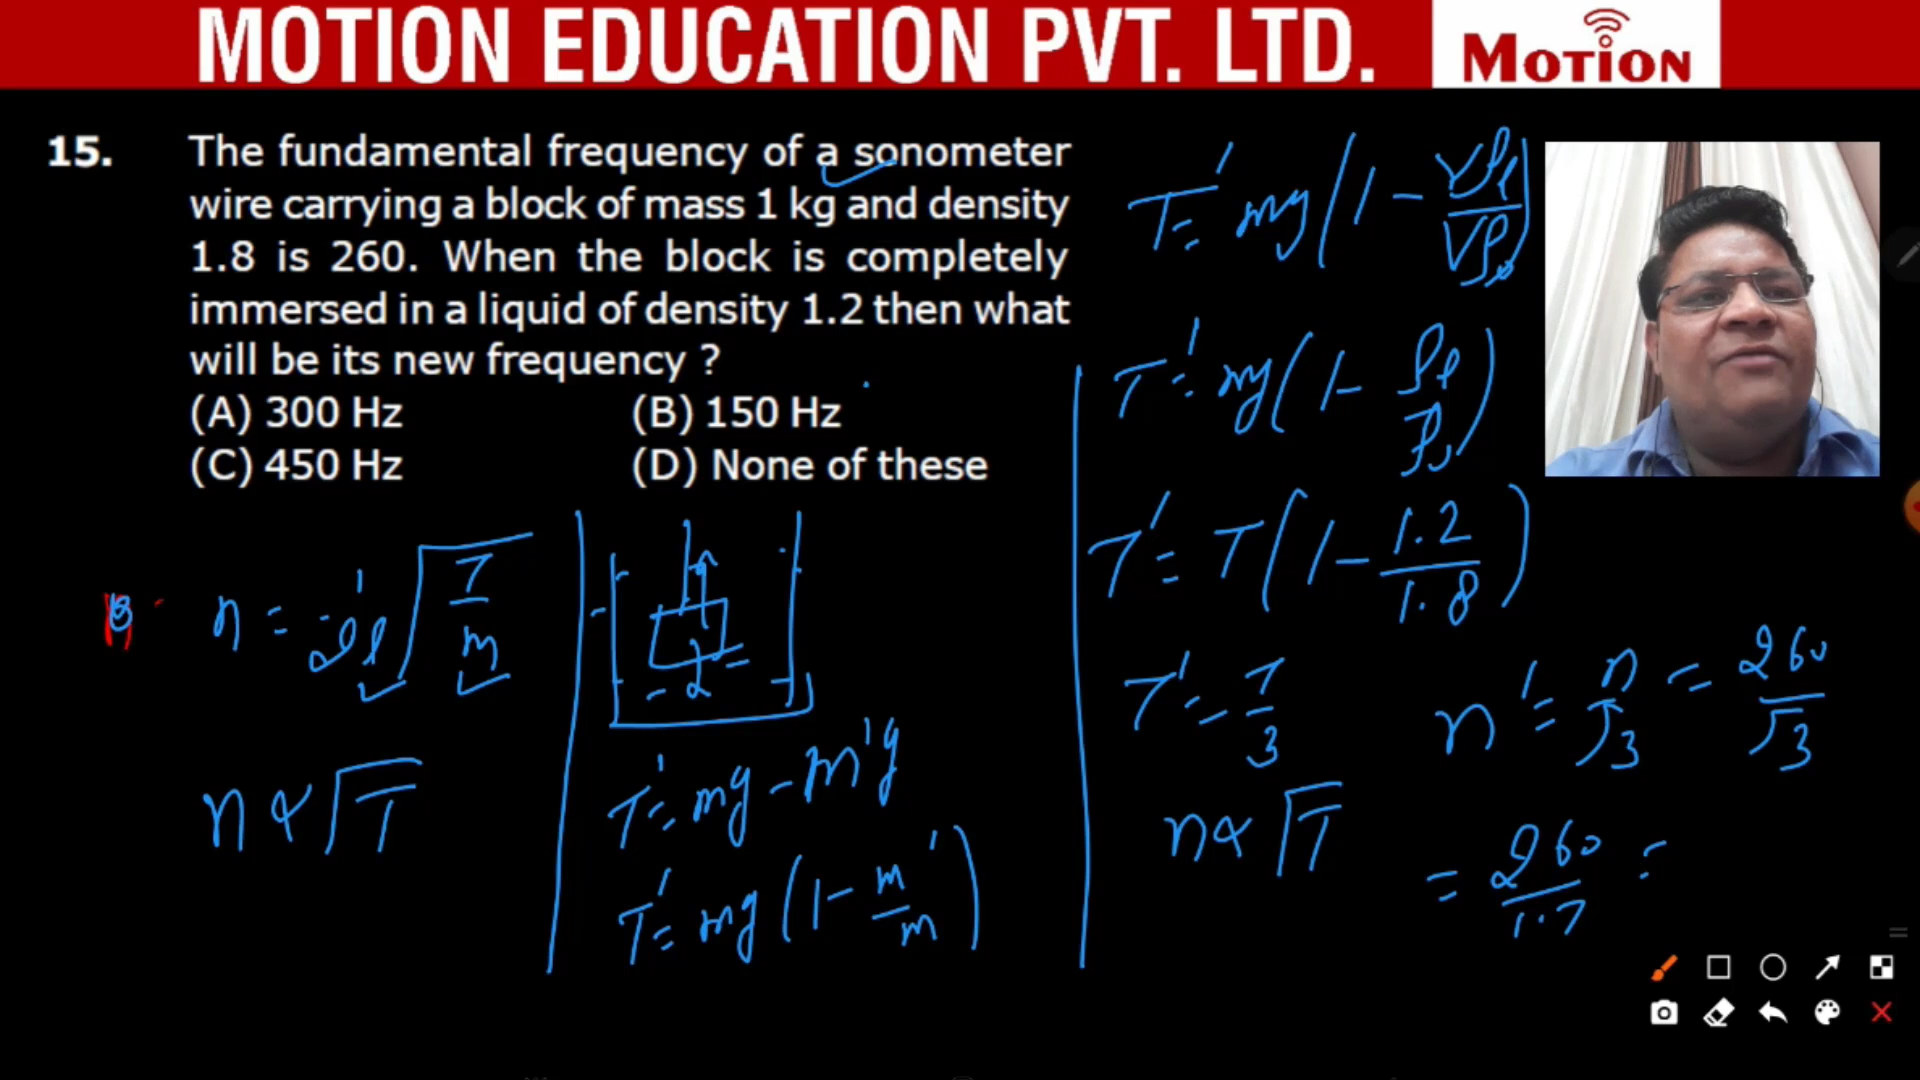 MOTION EDUCATION PVT. LTD.
MOTION
15. The fundamental frequency of a sonometer
wire carrying a block of mass 1 kg and density
1.8 is 260. When the block is completely
immersed in a liquid of density 1.2 then what
will be its new frequency ?
(A) 300 Hz (B) 150 Hz
(C) 450 Hz (D) None of these
n = 1/2l √(T/m)
n ∝ √T
T' = mg - m'g
T' = mg (1 - m'/m)
T' = mg (1 - Vρl/Vρs)
T' = mg (1 - ρl/ρs)
T' = T (1 - 1.2/1.8)
T' = T/3
n ∝ √T
n' = n/√3 = 260/√3
= 260/1.7 =